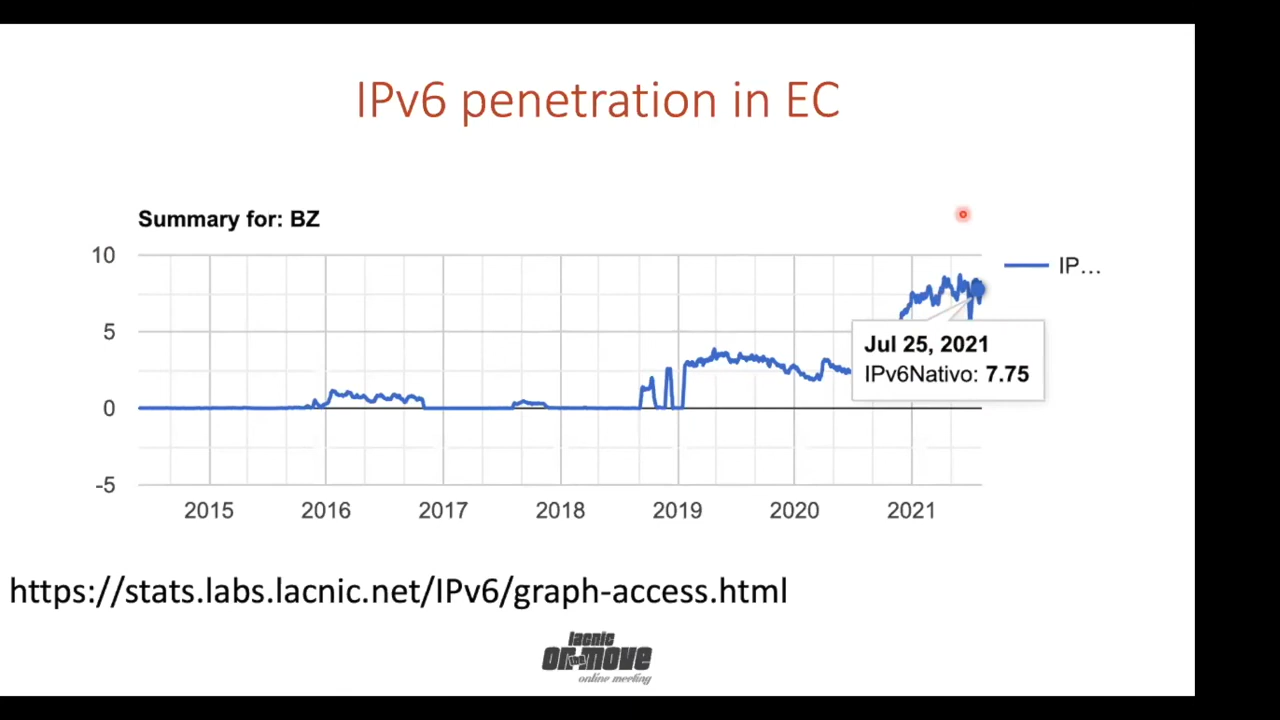 IPv6 penetration in EC
Summary for: BZ
10
5
0
-5
IP…
Jul 25, 2021
IPv6Nativo: 7.75
2015 2016 2017 2018 2019 2020 2021
https://stats.labs.lacnic.net/IPv6/graph-access.html
lacnic
on the move
online meeting